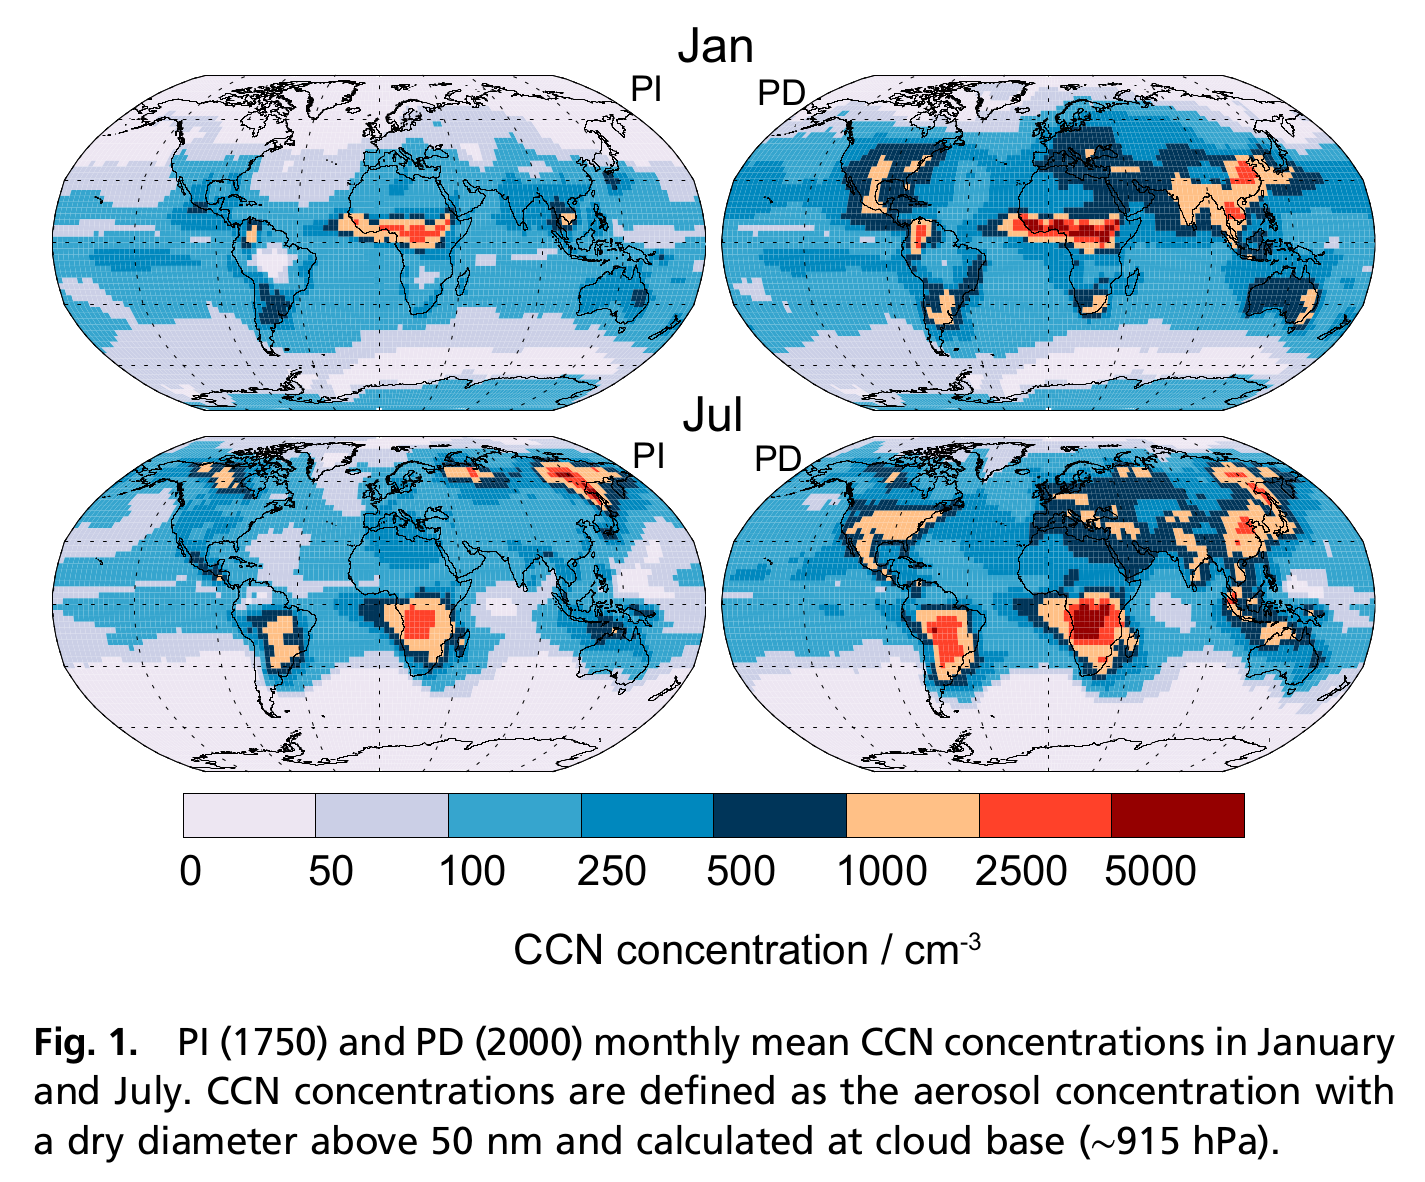 Jan
PI
PD
Jul
PI
PD
0 50 100 250 500 1000 2500 5000
CCN concentration / cm-3
Fig. 1. PI (1750) and PD (2000) monthly mean CCN concentrations in January
and July. CCN concentrations are defined as the aerosol concentration with
a dry diameter above 50 nm and calculated at cloud base (~915 hPa).